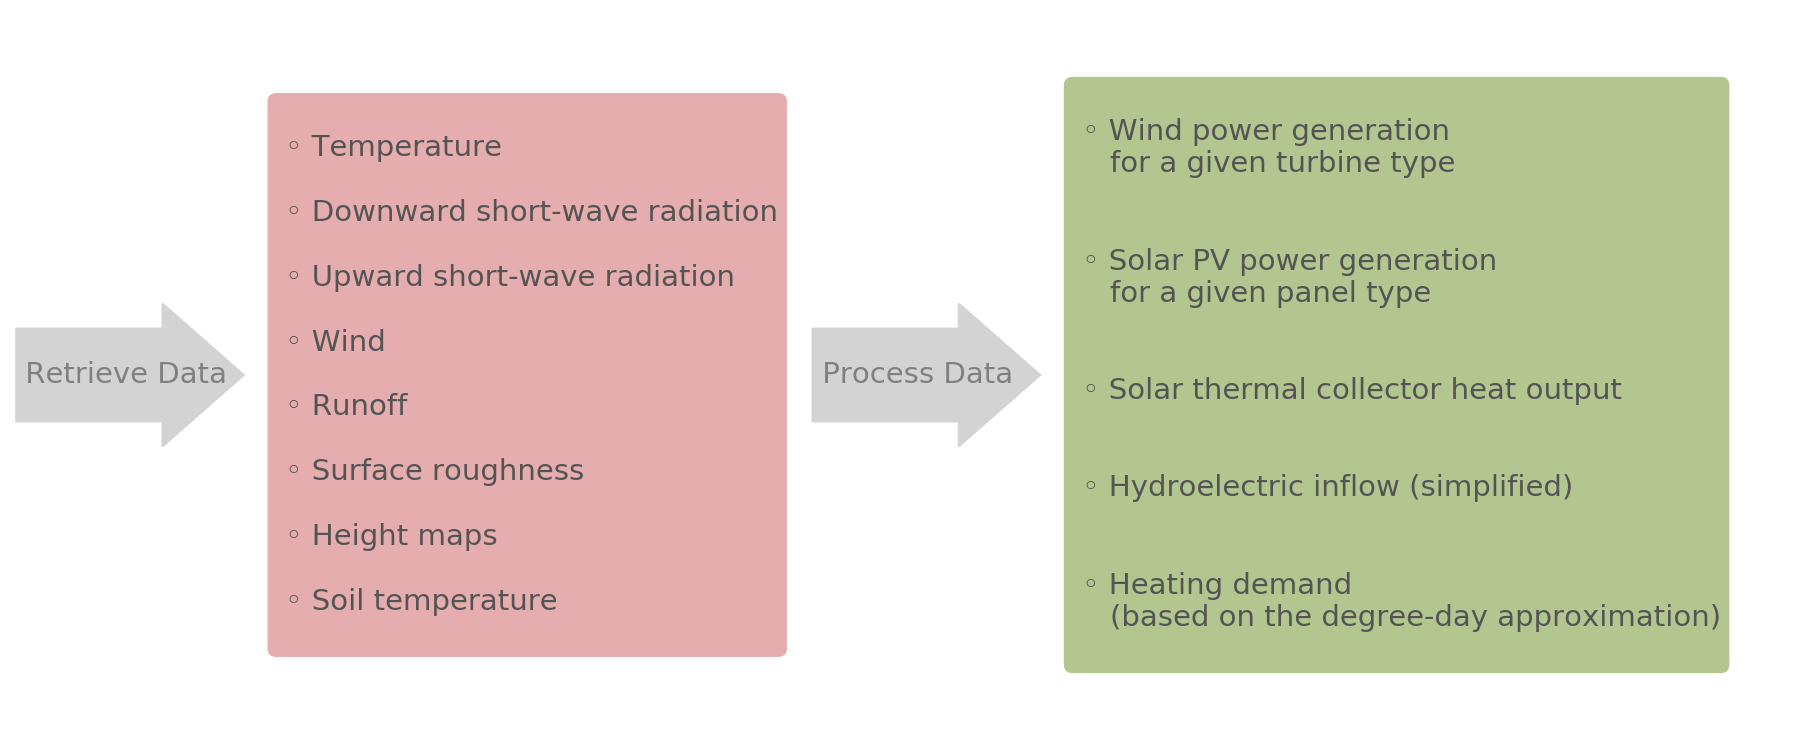 Retrieve Data
◦ Temperature
◦ Downward short-wave radiation
◦ Upward short-wave radiation
◦ Wind
◦ Runoff
◦ Surface roughness
◦ Height maps
◦ Soil temperature
Process Data
◦ Wind power generation
for a given turbine type
◦ Solar PV power generation
for a given panel type
◦ Solar thermal collector heat output
◦ Hydroelectric inflow (simplified)
◦ Heating demand
(based on the degree-day approximation)